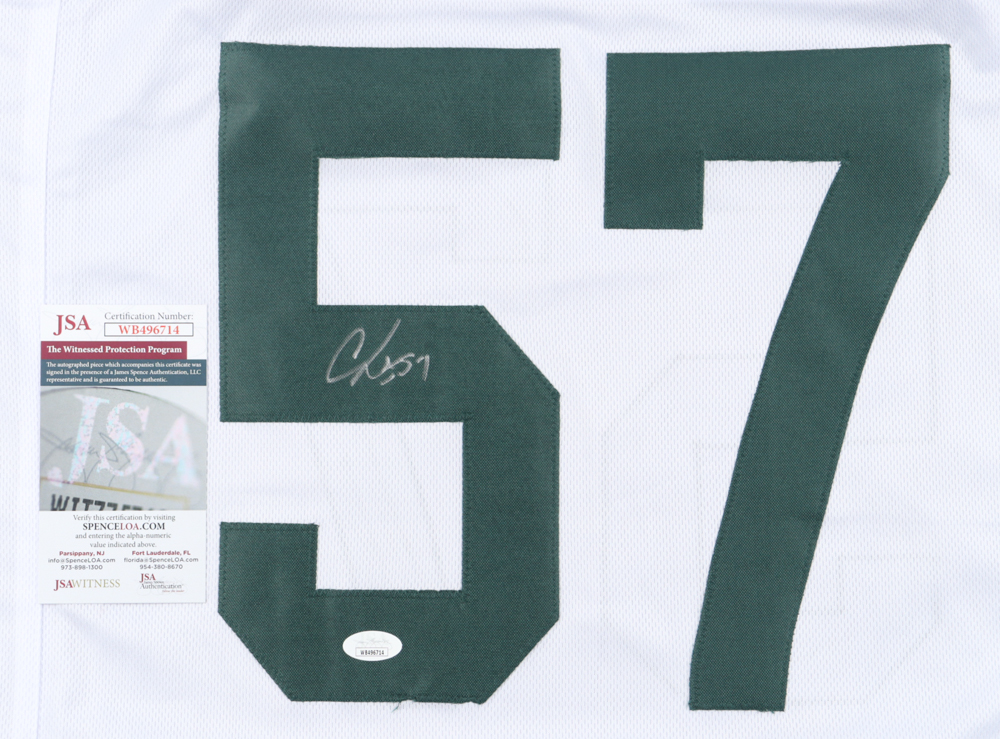 57
JSA
Certification Number:
WB496714
The Witnessed Protection Program
The autographed piece which accompanies this certificate was
signed in the presence of a James Spence Authentication, LLC
representative and is guaranteed to be authentic.
JSA
Verify this certification by visiting
SPENCELOA.COM
and entering the alpha-numeric
value indicated above.
Parsippany, NJ Fort Lauderdale, FL
info@SpenceLOA.com florida@SpenceLOA.com
973-898-1300 954-380-8670
JSAWITNESS JSA
Authentication
57
WB496714